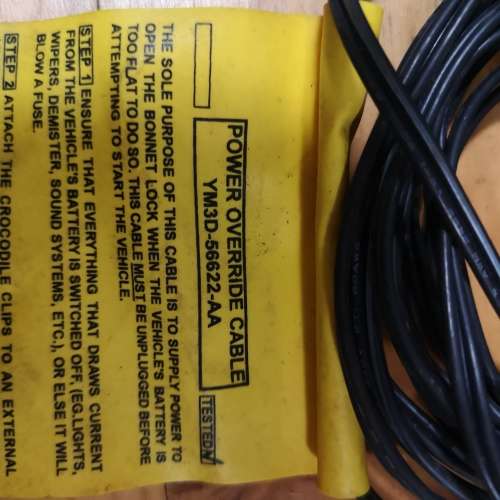 POWER OVERRIDE CABLE
YM3D-56622-AA
TESTED
THE SOLE PURPOSE OF THIS CABLE IS TO SUPPLY POWER TO
OPEN THE BONNET LOCK WHEN THE VEHICLE'S BATTERY IS
TOO FLAT TO DO SO. THIS CABLE MUST BE UNPLUGGED BEFORE
ATTEMPTING TO START THE VEHICLE.
STEP 1 ENSURE THAT EVERYTHING THAT DRAWS CURRENT
FROM THE VEHICLE'S BATTERY IS SWITCHED OFF, (EG.LIGHTS,
WIPERS, DEMISTER, SOUND SYSTEMS, ETC.), OR ELSE IT WILL
BLOW A FUSE.
STEP 2 ATTACH THE CROCODILE CLIPS TO AN EXTERNAL